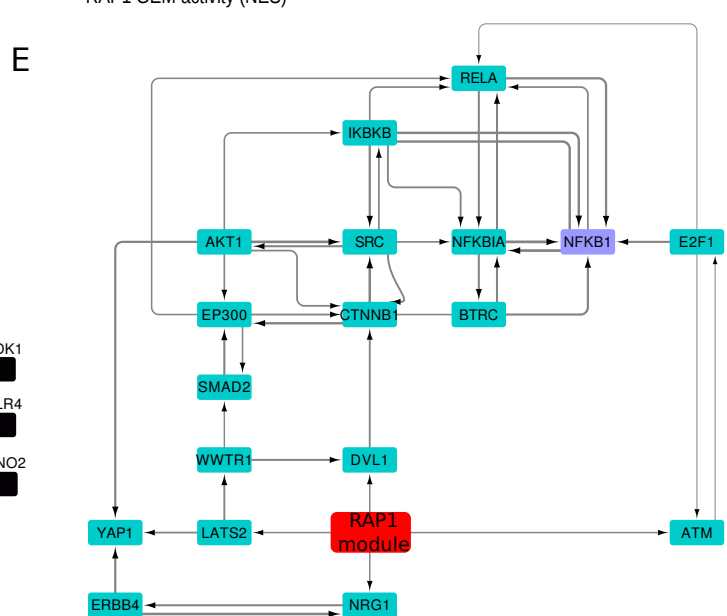 E
RELA
IKBKB
AKT1
SRC
NFKBIA
NFKB1
E2F1
EP300
CTNNB1
BTRC
SMAD2
WWTR1
DVL1
YAP1
LATS2
RAP1
module
ATM
ERBB4
NRG1